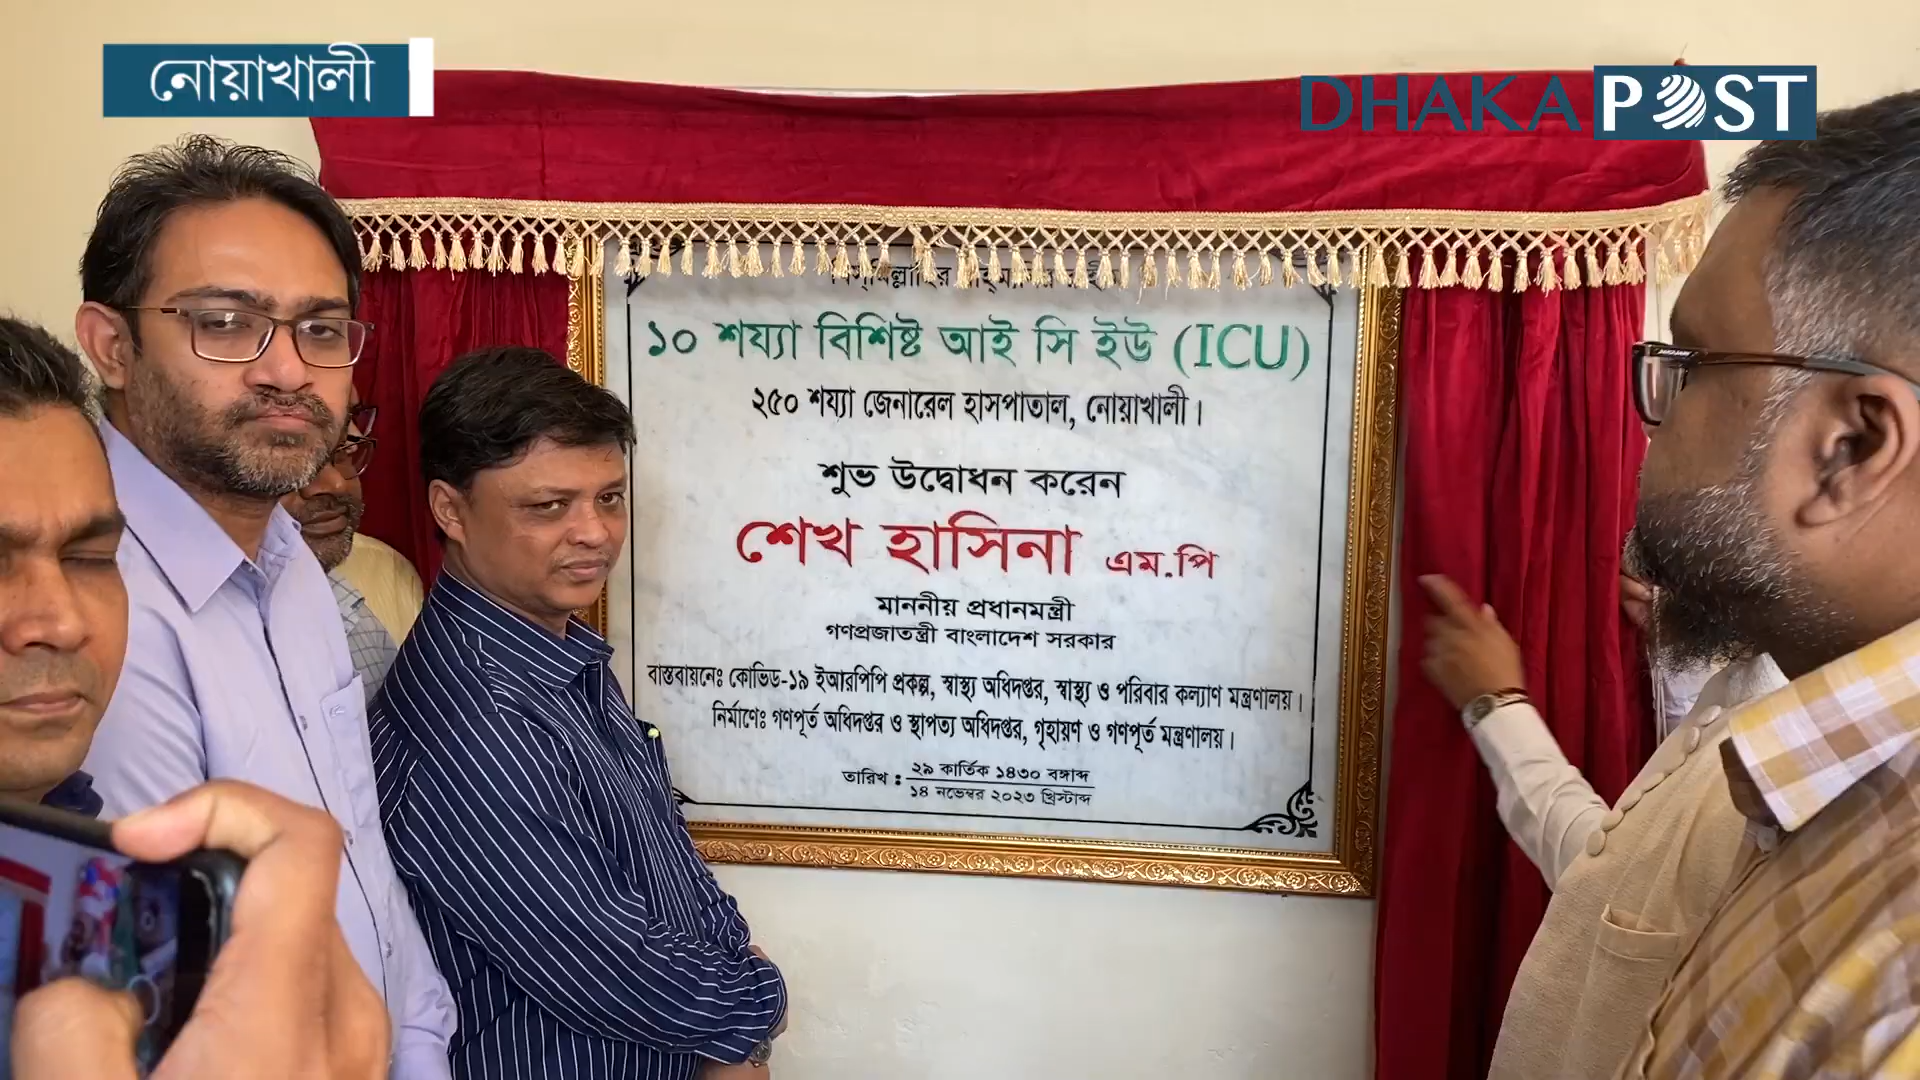 নোয়াখালী
DHAKA POST
১০ শয্যা বিশিষ্ট আই সি ইউ (ICU)
২৫০ শয্যা জেনারেল হাসপাতাল, নোয়াখালী।
শুভ উদ্বোধন করেন
শেখ হাসিনা এম.পি
মাননীয় প্রধানমন্ত্রী
গণপ্রজাতন্ত্রী বাংলাদেশ সরকার
বাস্তবায়নেঃ কোভিড-১৯ ইআরপিপি প্রকল্প, স্বাস্থ্য অধিদপ্তর, স্বাস্থ্য ও পরিবার কল্যাণ মন্ত্রণালয়।
নির্মাণেঃ গণপূর্ত অধিদপ্তর ও স্থাপত্য অধিদপ্তর, গৃহায়ণ ও গণপূর্ত মন্ত্রণালয়।
তারিখ : ২৯ কার্তিক ১৪৩০ বঙ্গাব্দ
১৪ নভেম্বর ২০২৩ খ্রিস্টাব্দ